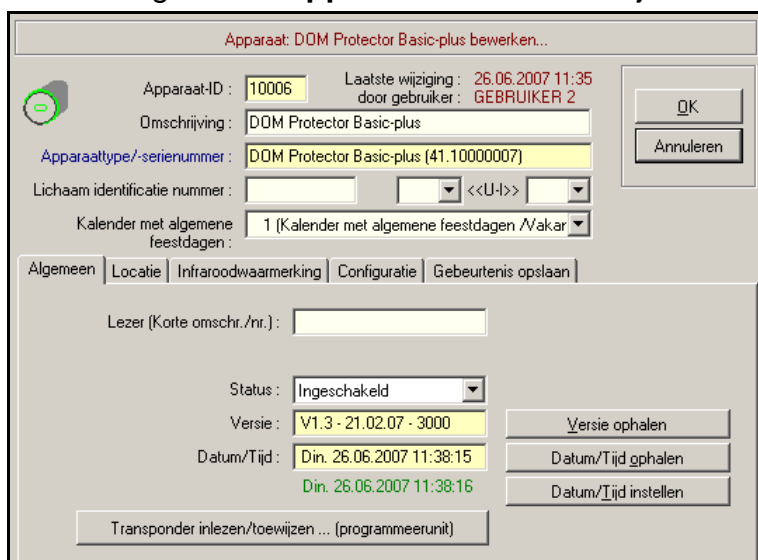 Apparaat: DOM Protector Basic-plus bewerken...
Apparaat-ID : 10006 Laatste wijziging : 26.06.2007 11:35
door gebruiker : GEBRUIKER 2
OK
Omschrijving : DOM Protector Basic-plus
Annuleren
Apparaattype/-serienummer : DOM Protector Basic-plus (41.10000007)
Lichaam identificatie nummer : <<U-I>>
Kalender met algemene feestdagen : 1 (Kalender met algemene feestdagen /Vakar
Algemeen Locatie Infraroodwaarmerking Configuratie Gebeurtenis opslaan
Lezer (Korte omschr./nr.) :
Status : Ingeschakeld
Versie : V1.3 - 21.02.07 - 3000 Versie ophalen
Datum/Tijd : Din. 26.06.2007 11:38:15 Datum/Tijd ophalen
Din. 26.06.2007 11:38:16 Datum/Tijd instellen
Transponder inlezen/toewijzen ... (programmeerunit)